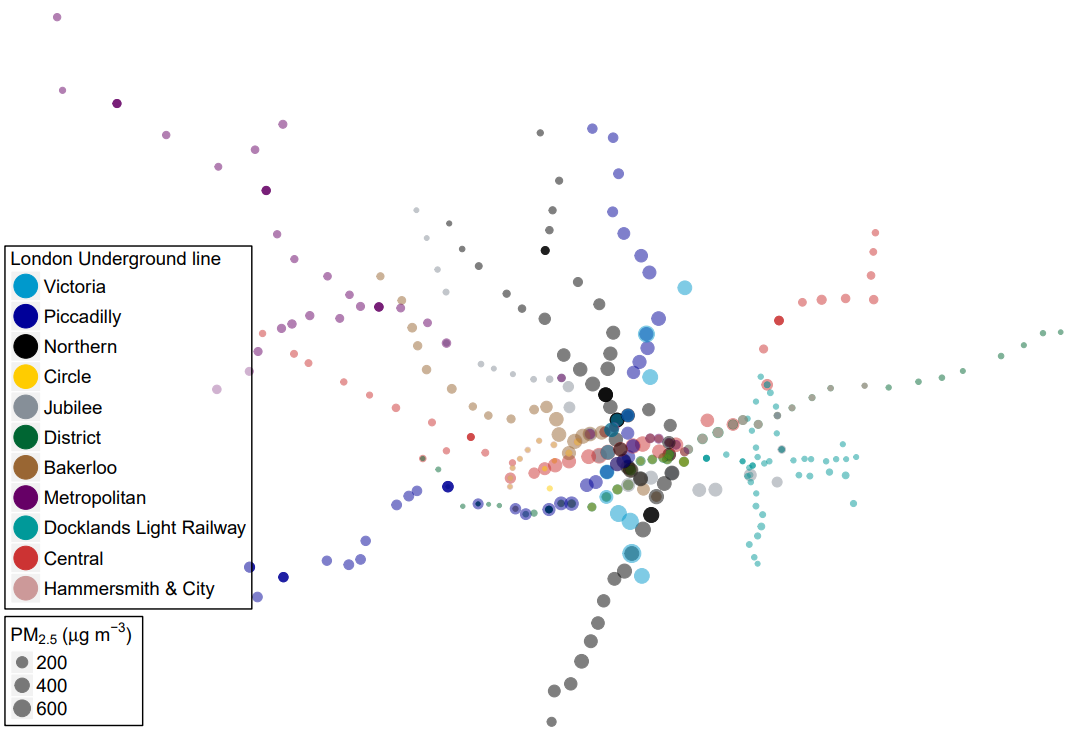 London Underground line
Victoria
Piccadilly
Northern
Circle
Jubilee
District
Bakerloo
Metropolitan
Docklands Light Railway
Central
Hammersmith & City
PM2.5 (μg m−3)
200
400
600